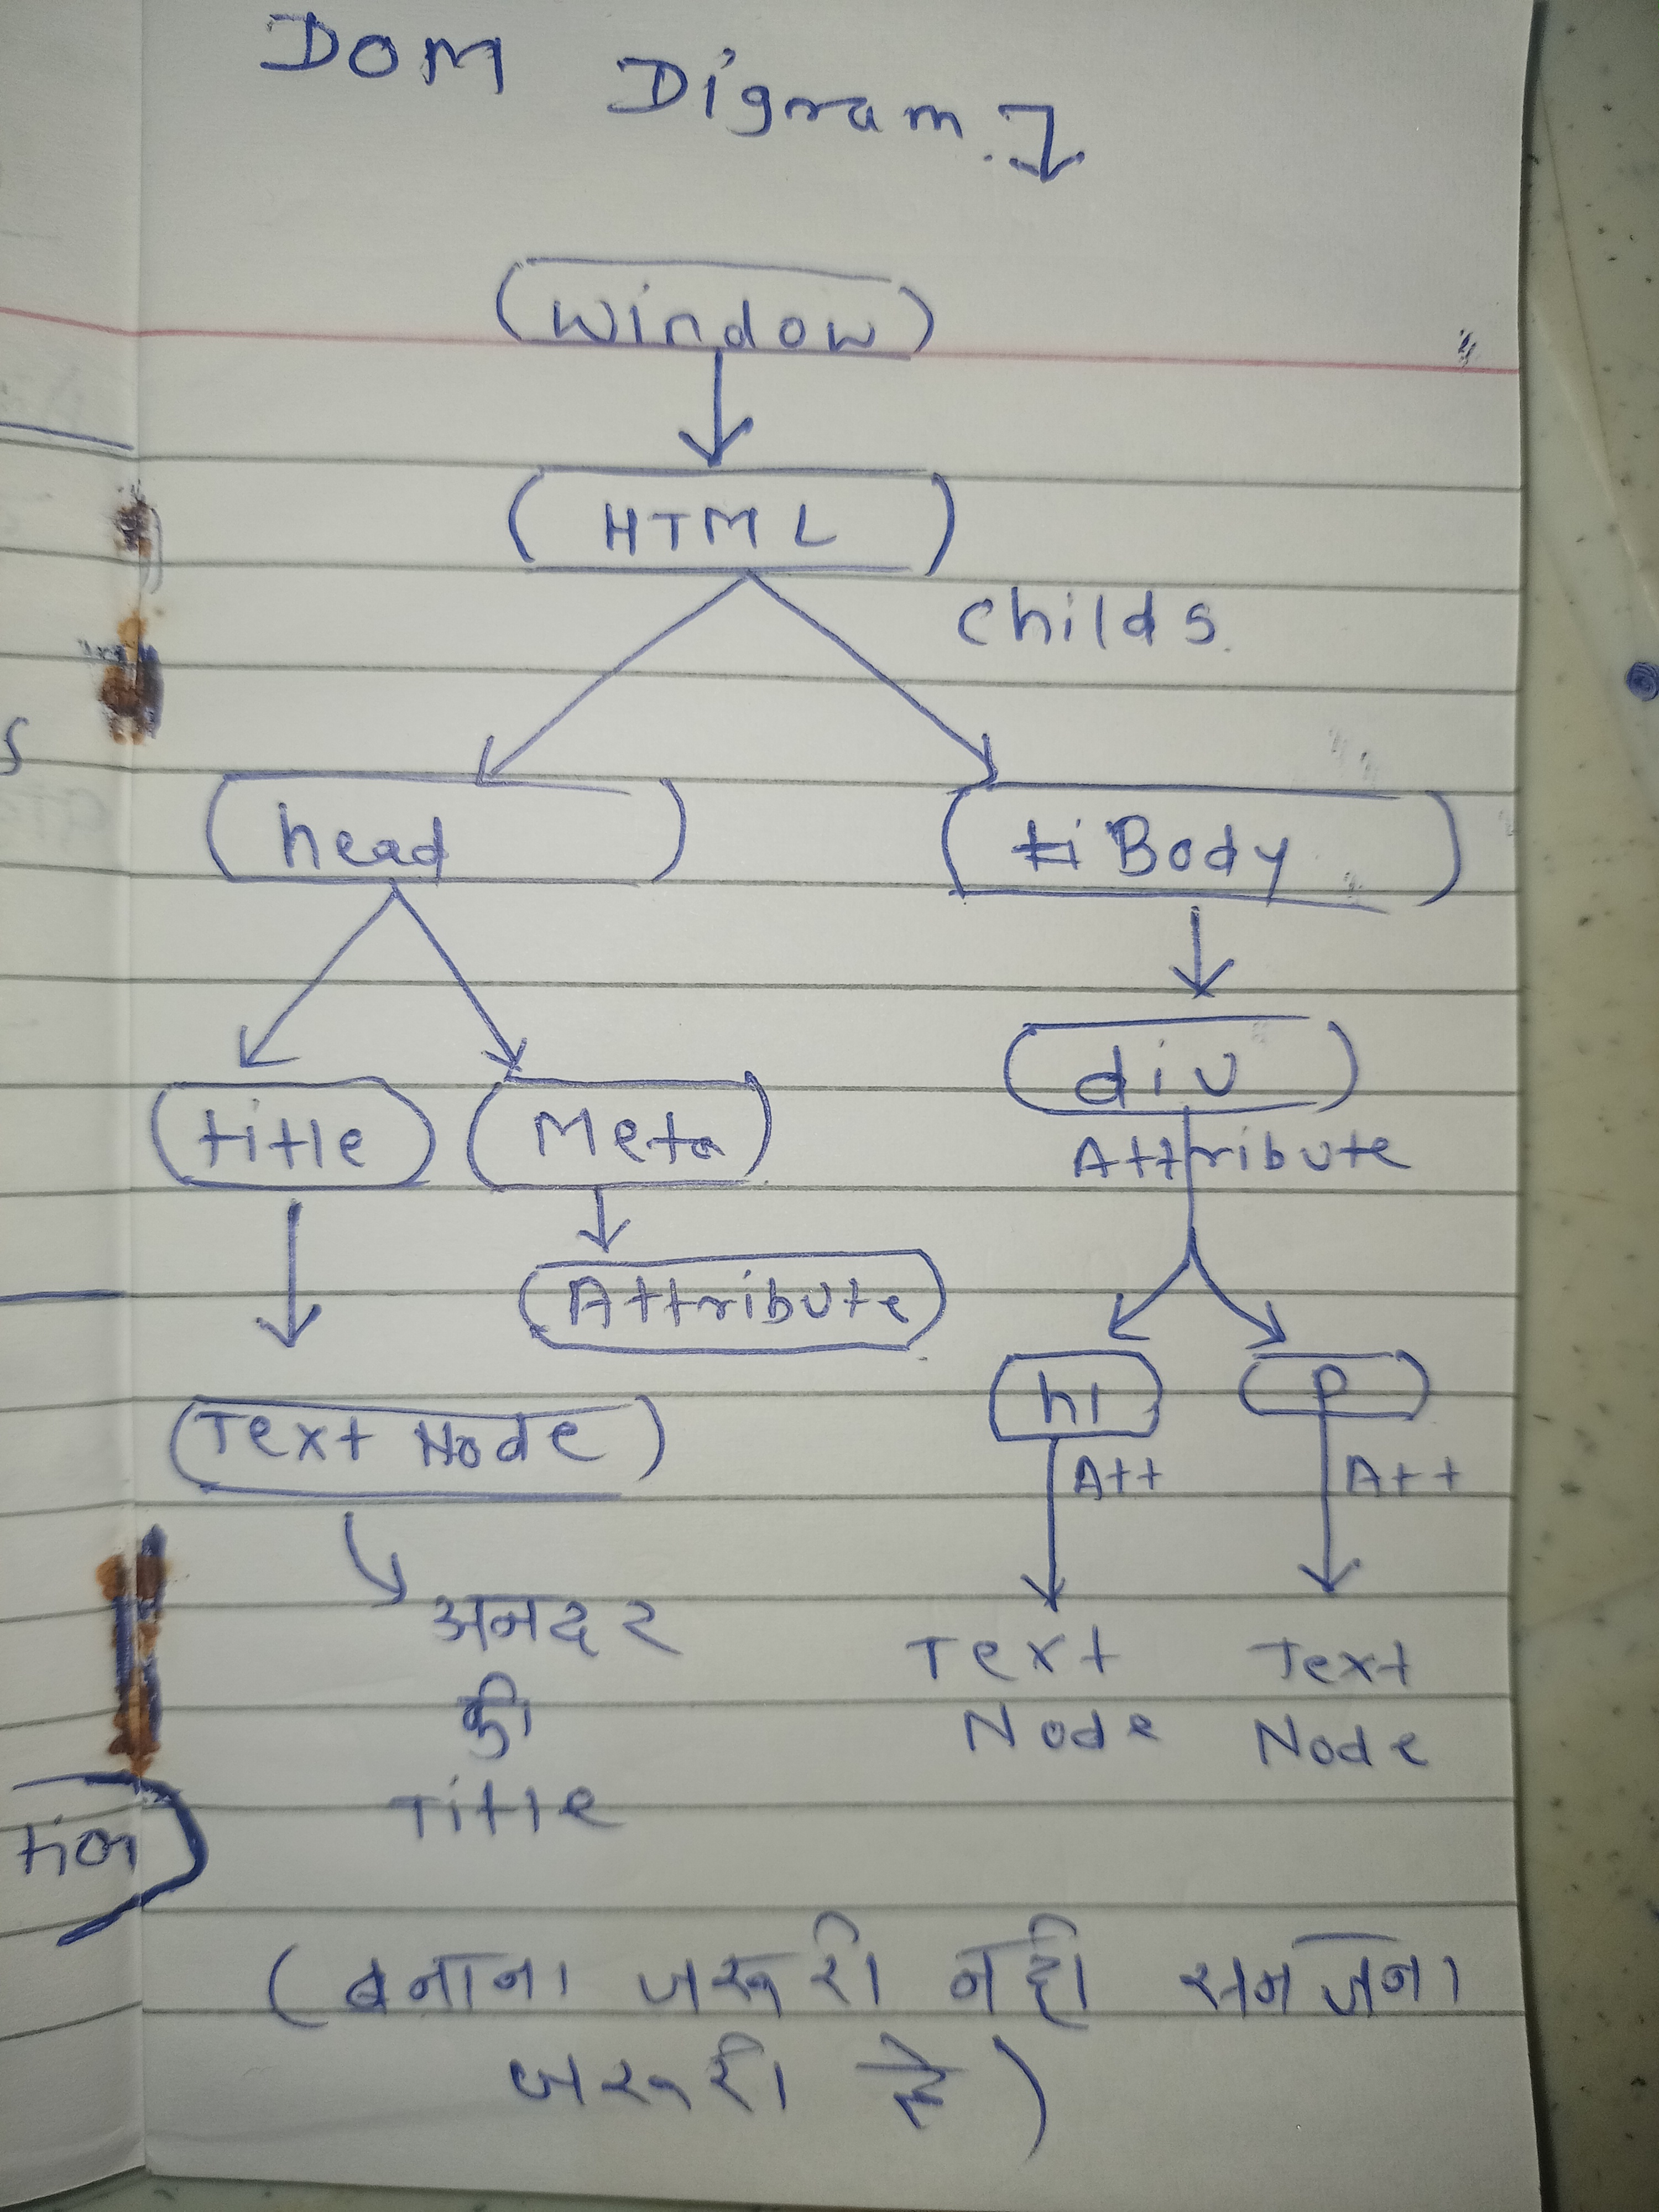 DOM Digram.
window
HTML
Childs.
head
Body
title
Meta
div
Attribute
Attribute
h1
P
Text Node
Att
Att
अनदर
की
Title
Text
Node
Text
Node
tion
(बनाना जरूरी नही समजना
जरूरी है)